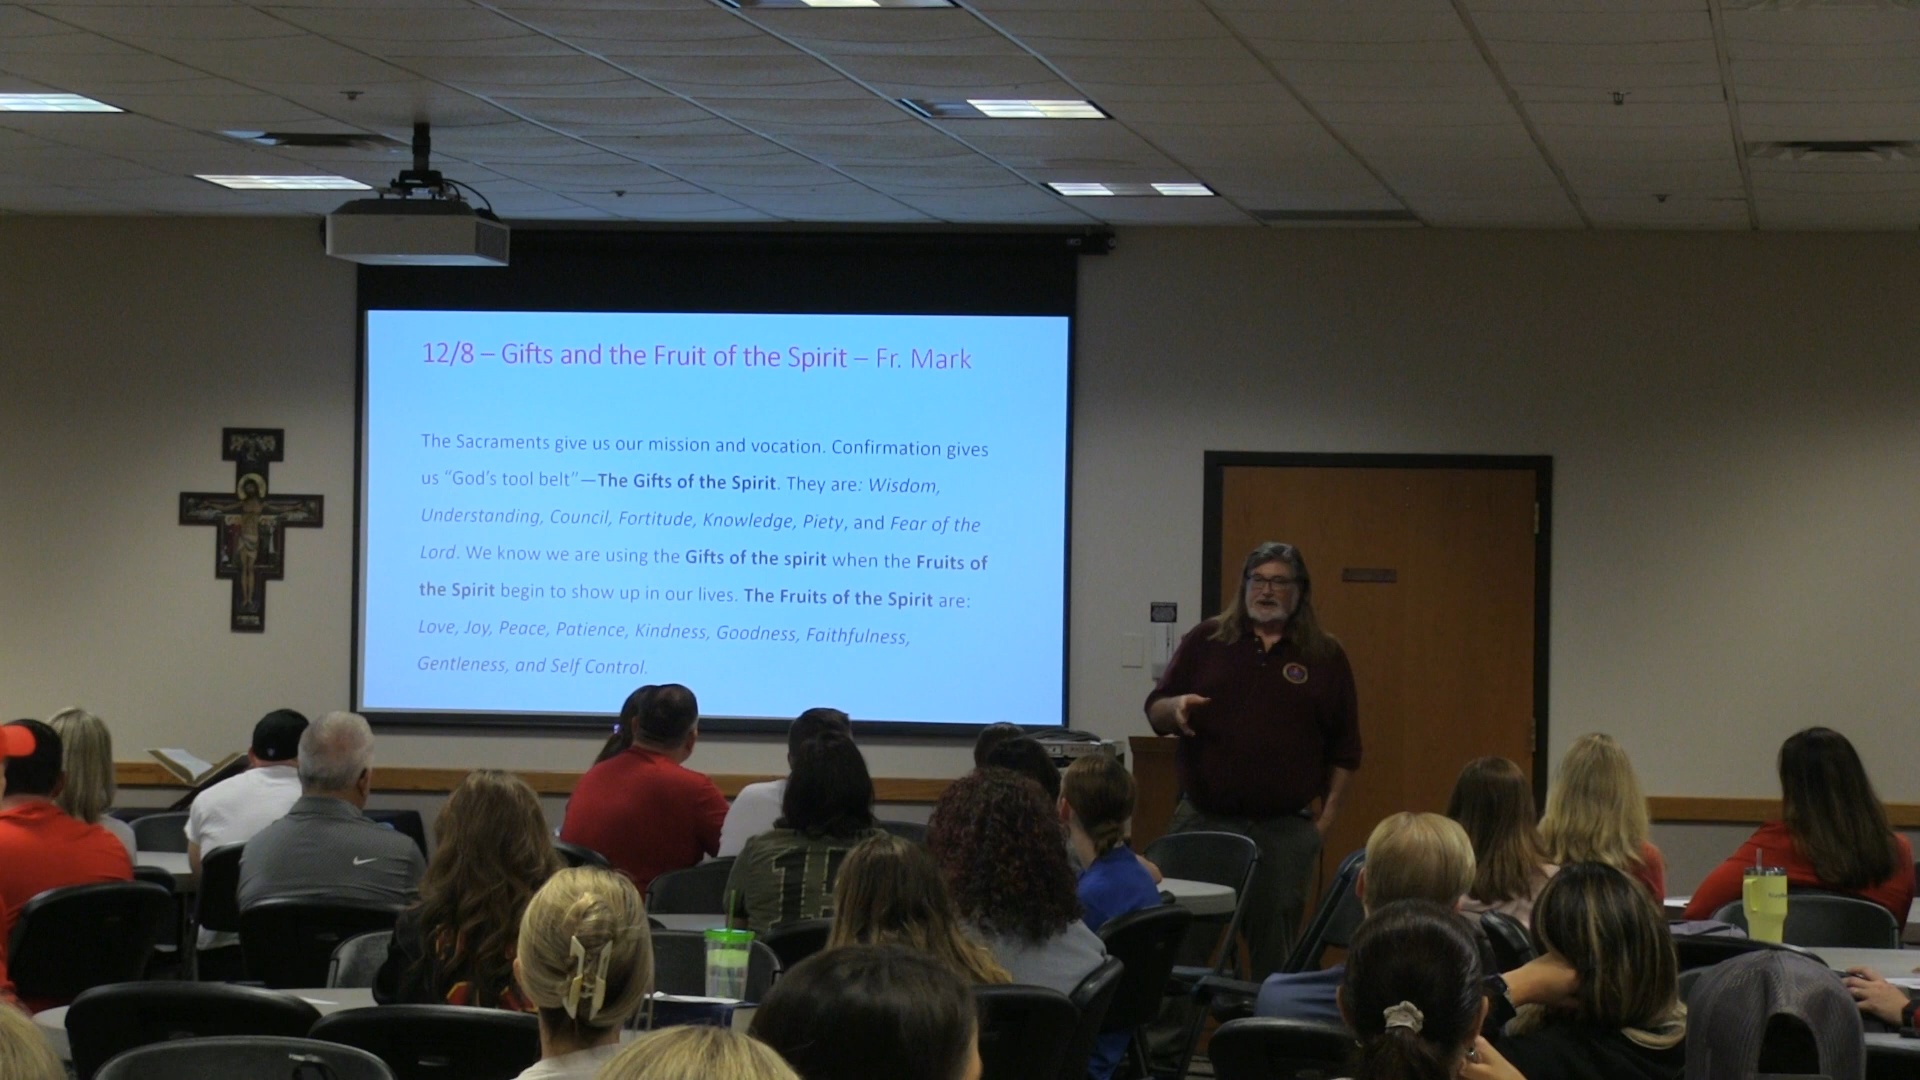 12/8 – Gifts and the Fruit of the Spirit – Fr. Mark
The Sacraments give us our mission and vocation. Confirmation gives
us “God’s tool belt”—The Gifts of the Spirit. They are: Wisdom,
Understanding, Council, Fortitude, Knowledge, Piety, and Fear of the
Lord. We know we are using the Gifts of the spirit when the Fruits of
the Spirit begin to show up in our lives. The Fruits of the Spirit are:
Love, Joy, Peace, Patience, Kindness, Goodness, Faithfulness,
Gentleness, and Self Control.